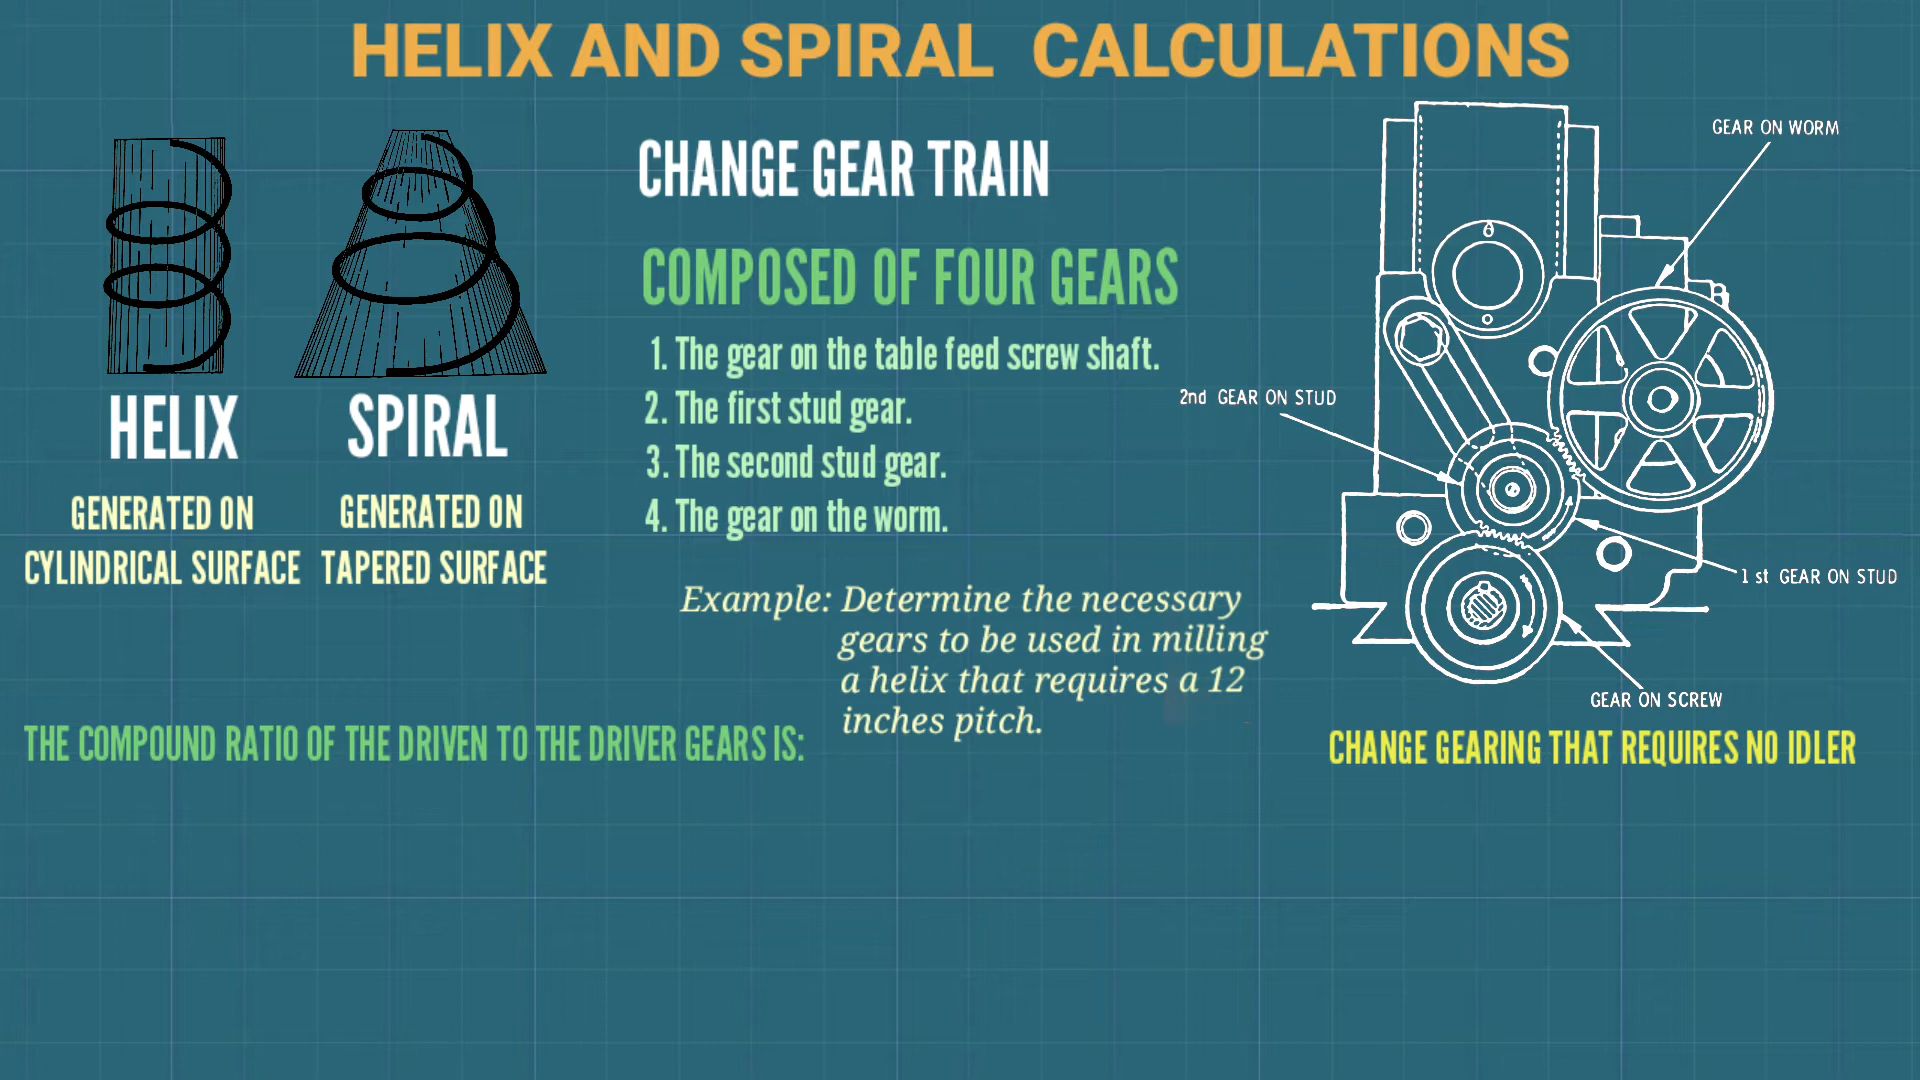 HELIX AND SPIRAL CALCULATIONS
HELIX
GENERATED ON
CYLINDRICAL SURFACE
SPIRAL
GENERATED ON
TAPERED SURFACE
CHANGE GEAR TRAIN
COMPOSED OF FOUR GEARS
1. The gear on the table feed screw shaft.
2. The first stud gear.
3. The second stud gear.
4. The gear on the worm.
Example: Determine the necessary
gears to be used in milling
a helix that requires a 12
inches pitch.
THE COMPOUND RATIO OF THE DRIVEN TO THE DRIVER GEARS IS:
GEAR ON WORM
2nd GEAR ON STUD
1 st GEAR ON STUD
GEAR ON SCREW
CHANGE GEARING THAT REQUIRES NO IDLER